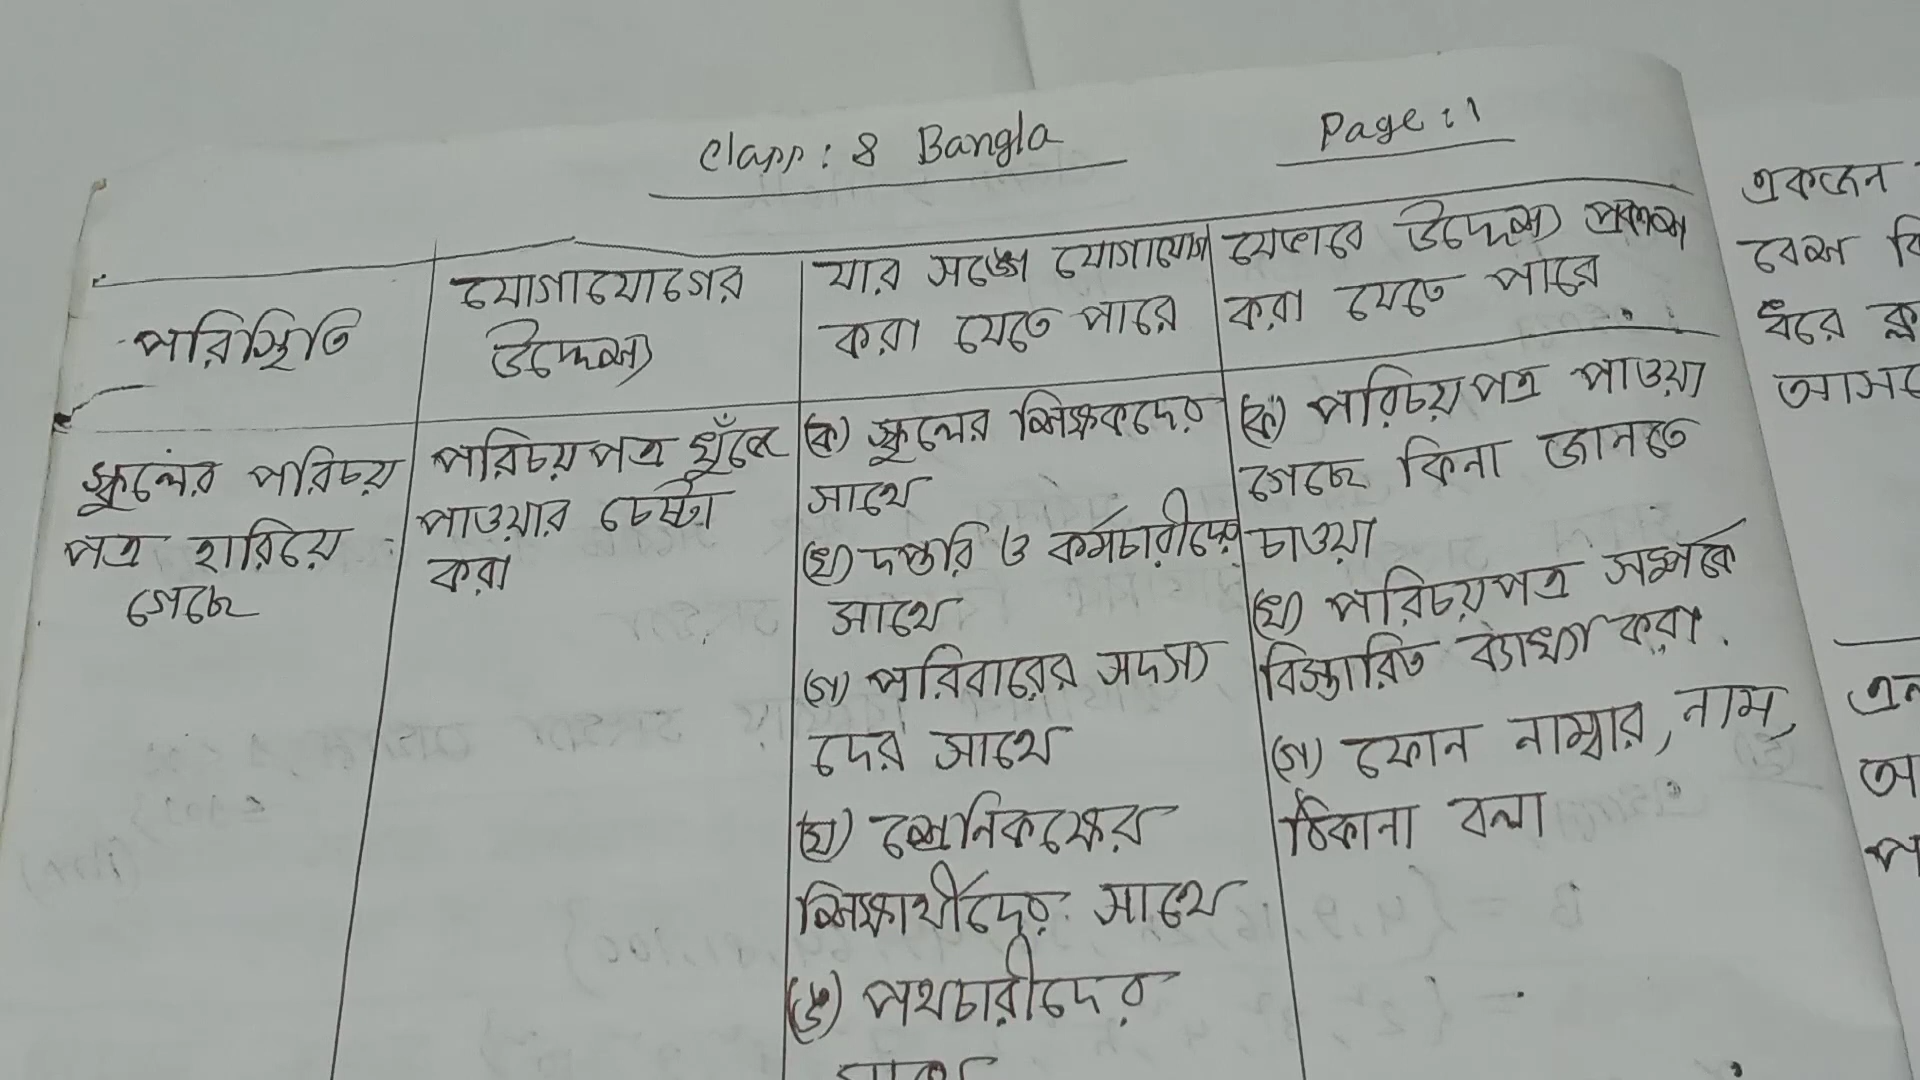 Class: 8 Bangla
Page: 1
পরিস্থিতি
যোগাযোগের
উদ্দেশ্য
যার সঙ্গে যোগাযোগ
করা যেতে পারে
যেভাবে উদ্দেশ্য প্রকাশ
করা যেতে পারে
স্কুলের পরিচয়
পত্র হারিয়ে
গেছে
পরিচয়পত্র খুঁজে
পাওয়ার চেষ্টা
করা
(ক) স্কুলের শিক্ষকদের
সাথে
(খ) দপ্তরি ও কর্মচারীদের
সাথে
(গ) পরিবারের সদস্য
দের সাথে
(ঘ) শ্রেনিকক্ষের
শিক্ষার্থীদের সাথে
(ঙ) পথচারীদের
সাথে
(ক) পরিচয়পত্র পাওয়া
গেছে কিনা জানতে
চাওয়া
(খ) পরিচয়পত্র সম্পর্কে
বিস্তারিত ব্যাখ্যা করা.
(গ) ফোন নাম্বার, নাম,
ঠিকানা বলা
একজন
বেশ
ধরে